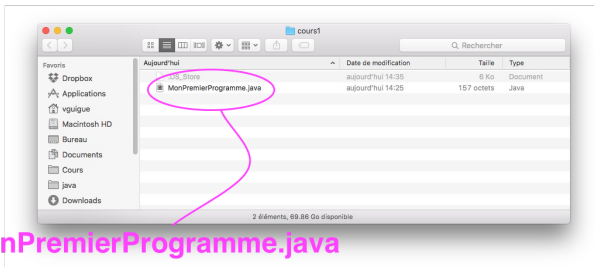 cours1
Rechercher
Favoris
Aujourd'hui
Date de modification
Taille
Type
Dropbox
.DS_Store
aujourd'hui 14:35
6 Ko
Document
Applications
MonPremierProgramme.java
aujourd'hui 14:25
157 octets
Java
vguigue
Macintosh HD
Bureau
Documents
Cours
java
Downloads
2 éléments, 69.86 Go disponible
nPremierProgramme.java